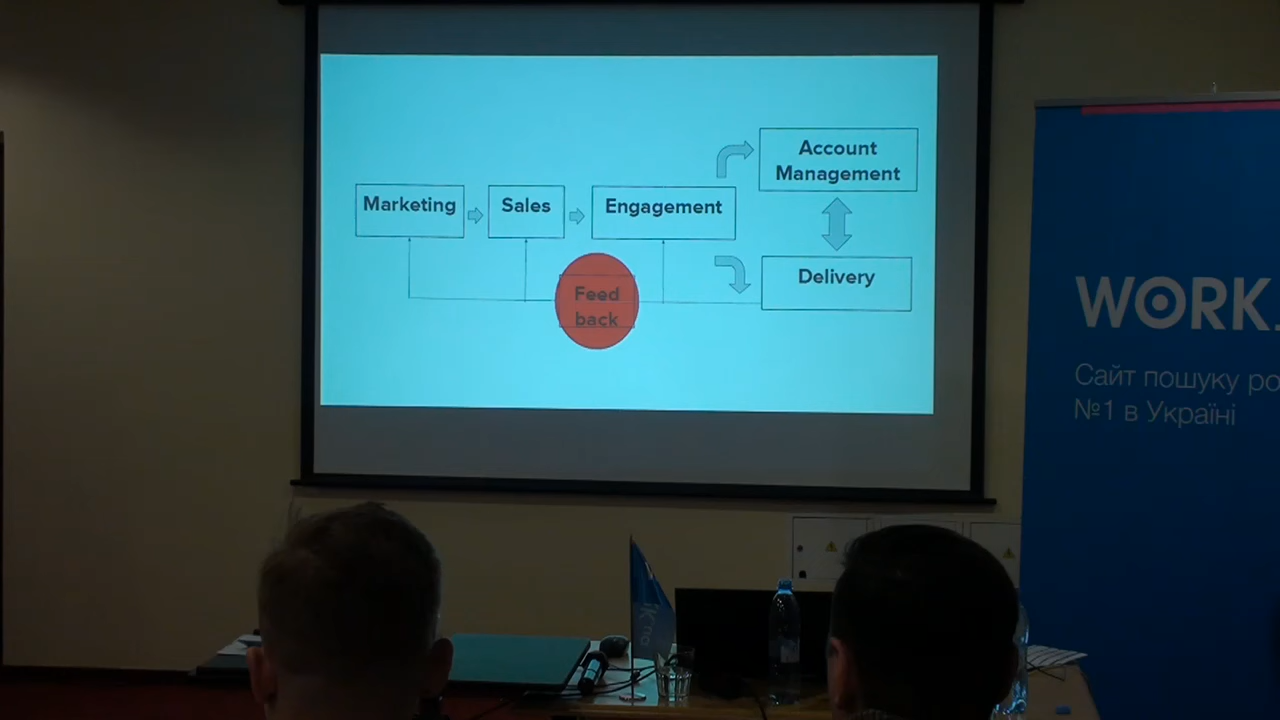 Account
Management
Marketing
Sales
Engagement
Delivery
Feed
back
WORK.
Сайт пошуку ро
№1 в Україні